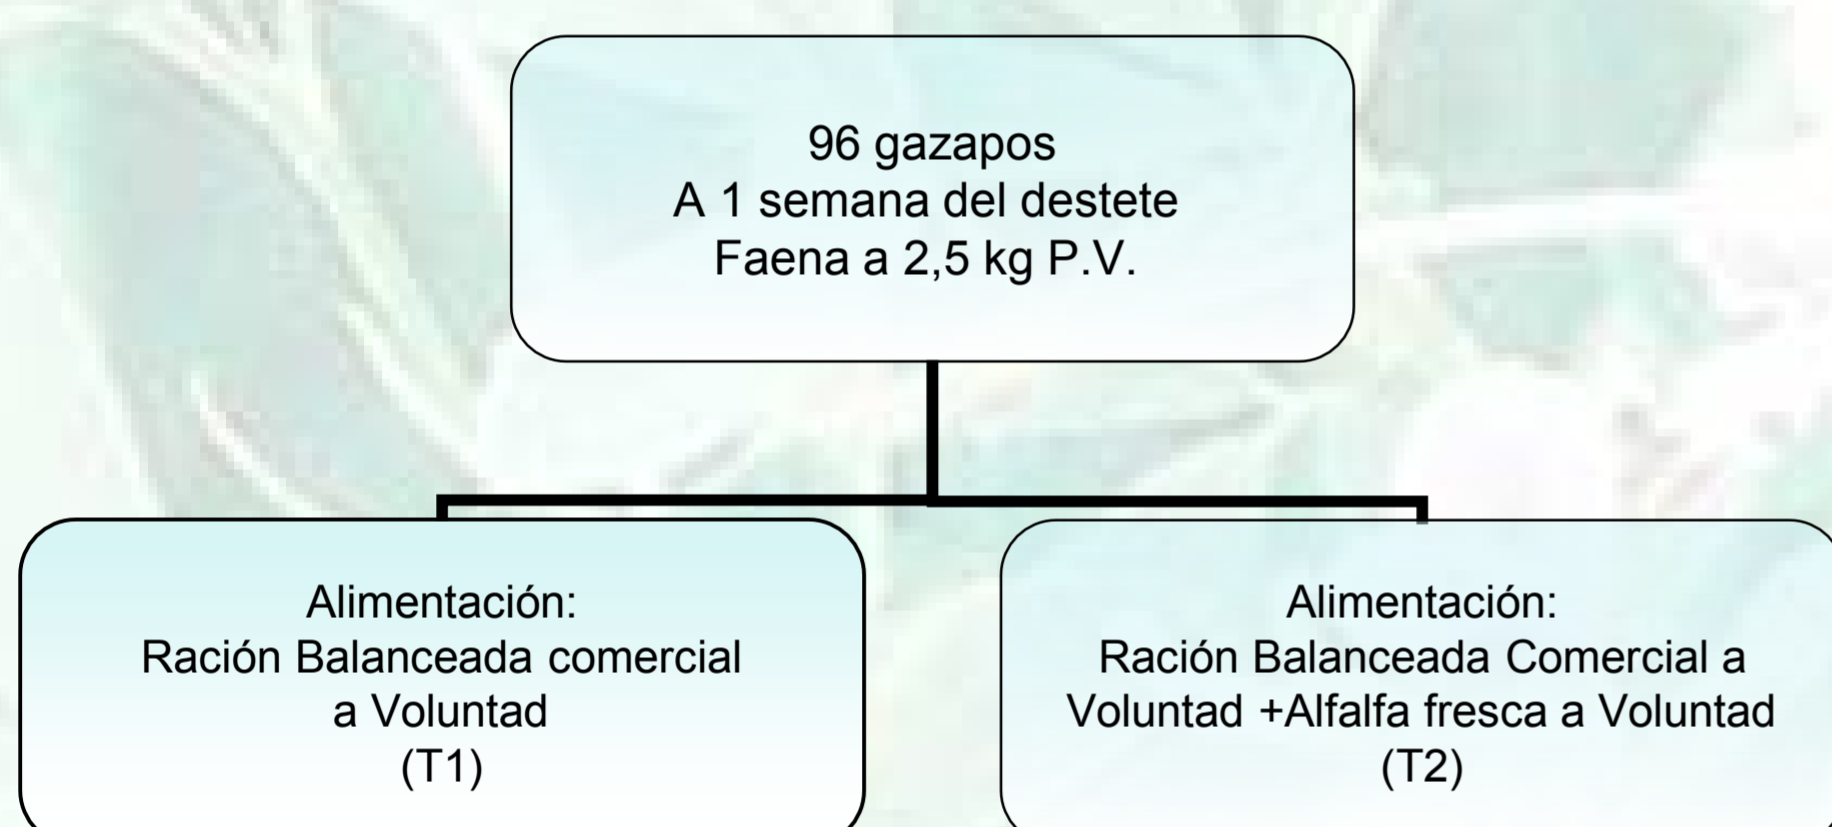 96 gazapos
A 1 semana del destete
Faena a 2,5 kg P.V.
Alimentación:
Ración Balanceada comercial
a Voluntad
(T1)
Alimentación:
Ración Balanceada Comercial a
Voluntad +Alfalfa fresca a Voluntad
(T2)